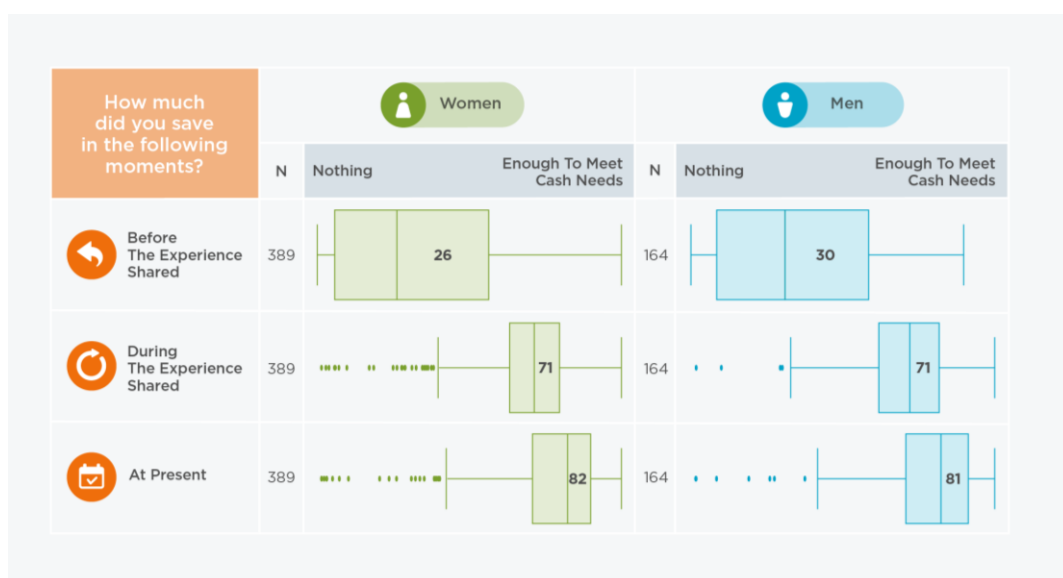 How much
did you save
in the following
moments?
Women
Men
N
Nothing
Enough To Meet
Cash Needs
N
Nothing
Enough To Meet
Cash Needs
Before
The Experience
Shared
389
26
164
30
During
The Experience
Shared
389
71
164
71
At Present
389
82
164
81